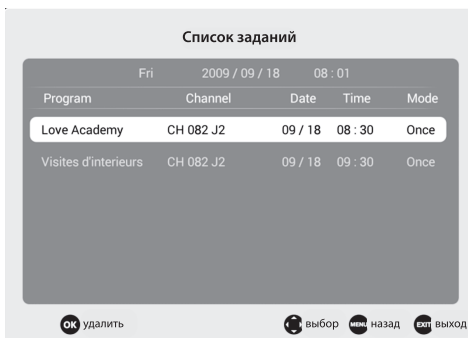 Список заданий
Fri 2009 / 09 / 18 08 : 01
Program Channel Date Time Mode
Love Academy CH 082 J2 09 / 18 08 : 30 Once
Visites d'interieurs CH 082 J2 09 / 18 09 : 30 Once
OK удалить выбор MENU назад EXIT выход